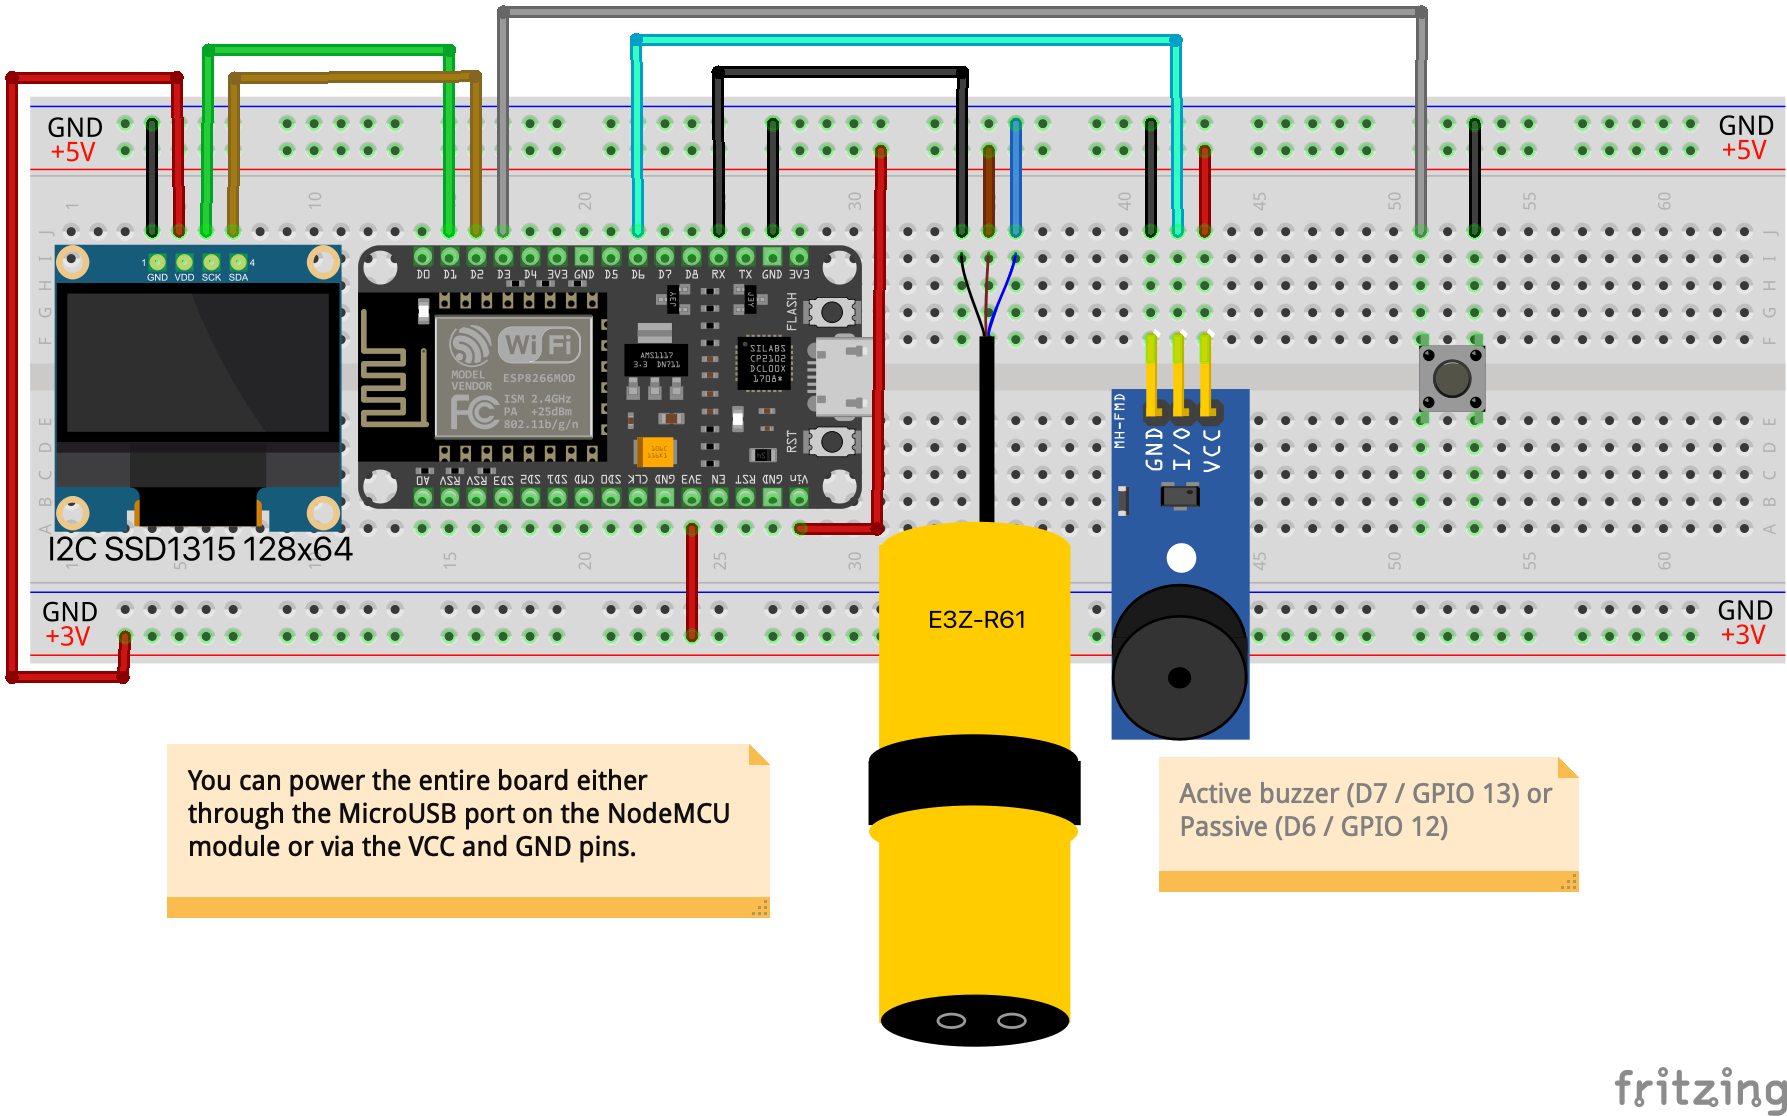 GND
+5V
GND
+5V
1
10
20
30
40
45
50
55
60
J
I
H
G
F
E
D
C
B
A
J
I
H
G
F
E
D
C
B
A
1
4
GND VDD SCK SDA
D0 D1 D2 D3 D4 3V3 GND D5 D6 D7 D8 RX TX GND 3V3
FLASH
WiFi
MODEL
VENDOR
ESP8266MOD
FC
ISM 2.4GHz
PA +25dBm
802.11b/g/n
AMS1117
3.3 DN711
SILABS
CP2102
DCL00X
1708*
RST
A0 RSV RSV SD3 SD2 SD1 CMD SD0 CLK GND 3V3 EN RST GND Vin
MH-FMD
GND
I/O
VCC
I2C SSD1315 128x64
1
5
10
15
20
25
30
45
50
55
60
GND
+3V
GND
+3V
E3Z-R61
You can power the entire board either
through the MicroUSB port on the NodeMCU
module or via the VCC and GND pins.
Active buzzer (D7 / GPIO 13) or
Passive (D6 / GPIO 12)
fritzing